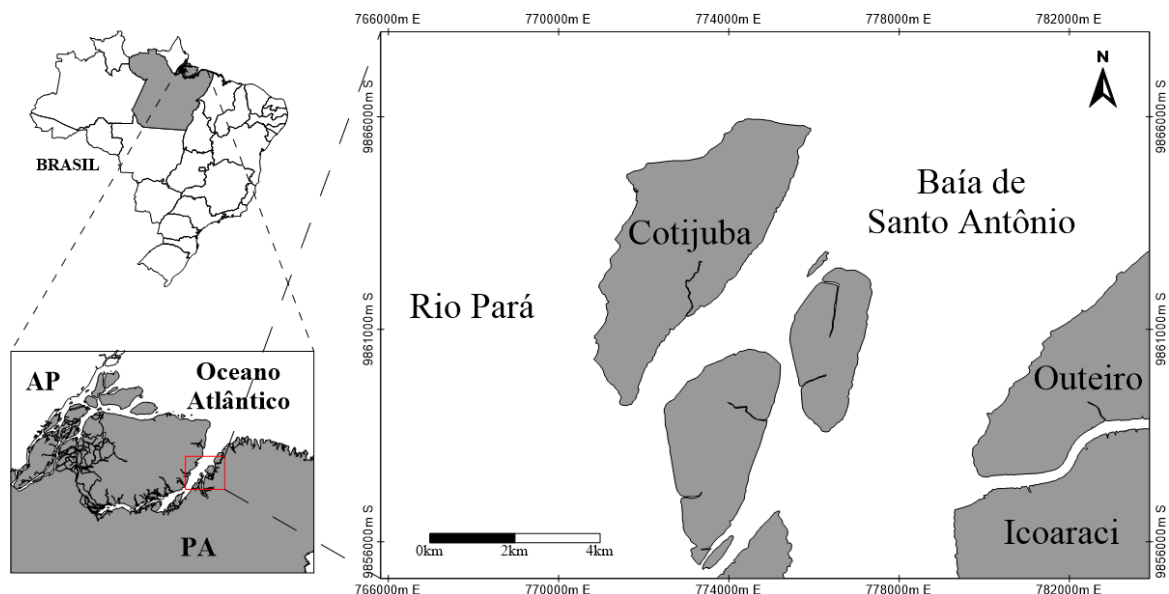 766000m E
770000m E
774000m E
778000m E
782000m E
N
9866000m S
9866000m S
BRASIL
Baía de
Santo Antônio
Cotijuba
Rio Pará
9861000m S
9861000m S
AP
Oceano
Atlântico
Outeiro
PA
Icoaraci
0km
2km
4km
9856000m S
9856000m S
766000m E
770000m E
774000m E
778000m E
782000m E